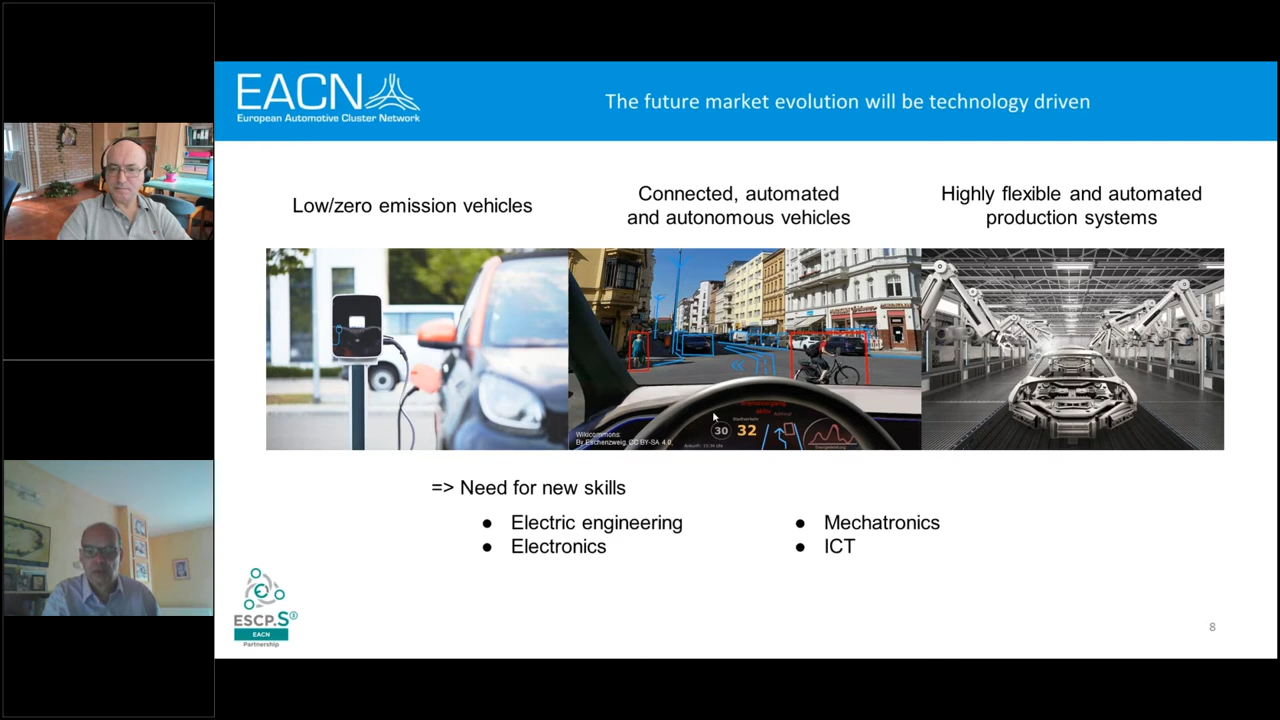 EACN
European Automotive Cluster Network
The future market evolution will be technology driven
Low/zero emission vehicles
Connected, automated
and autonomous vehicles
Highly flexible and automated
production systems
Wikicommons:
By Eschenzweig, CC BY-SA 4.0,
30
32
=> Need for new skills
● Electric engineering
● Electronics
● Mechatronics
● ICT
ESCP.S
EACN
Partnership
8